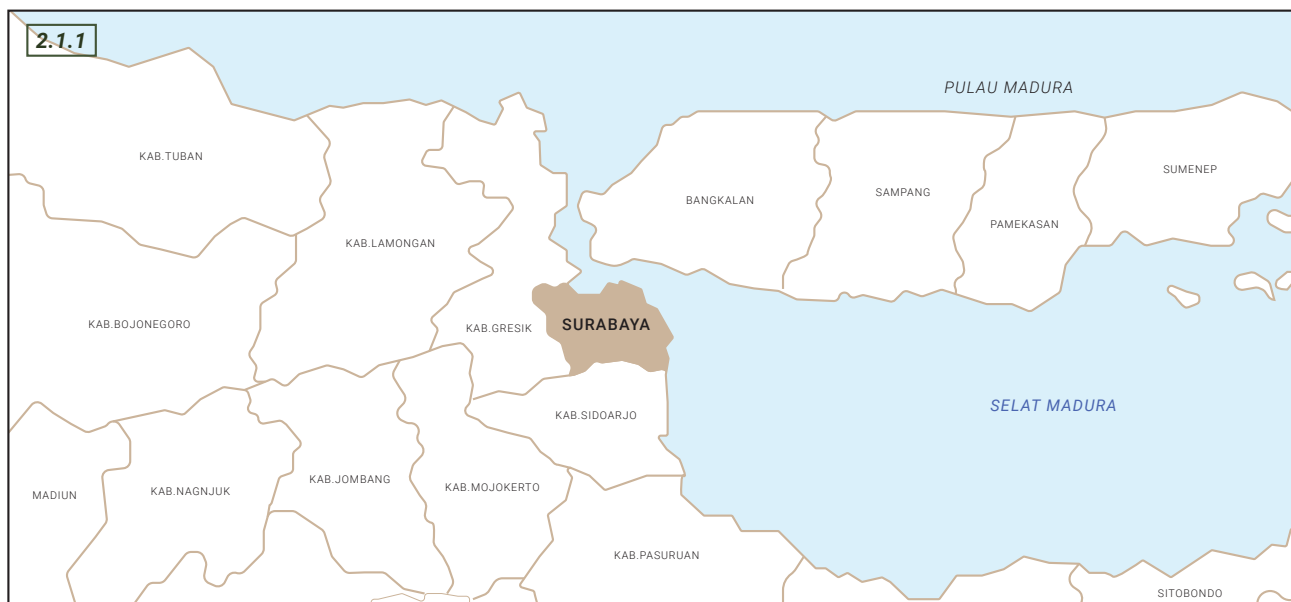 2.1.1
PULAU MADURA
KAB.TUBAN
SUMENEP
SAMPANG
BANGKALAN
PAMEKASAN
KAB.LAMONGAN
KAB.BOJONEGORO
KAB.GRESIK
SURABAYA
SELAT MADURA
KAB.SIDOARJO
KAB.JOMBANG
KAB.MOJOKERTO
KAB.NAGNJUK
MADIUN
KAB.PASURUAN
SITOBONDO